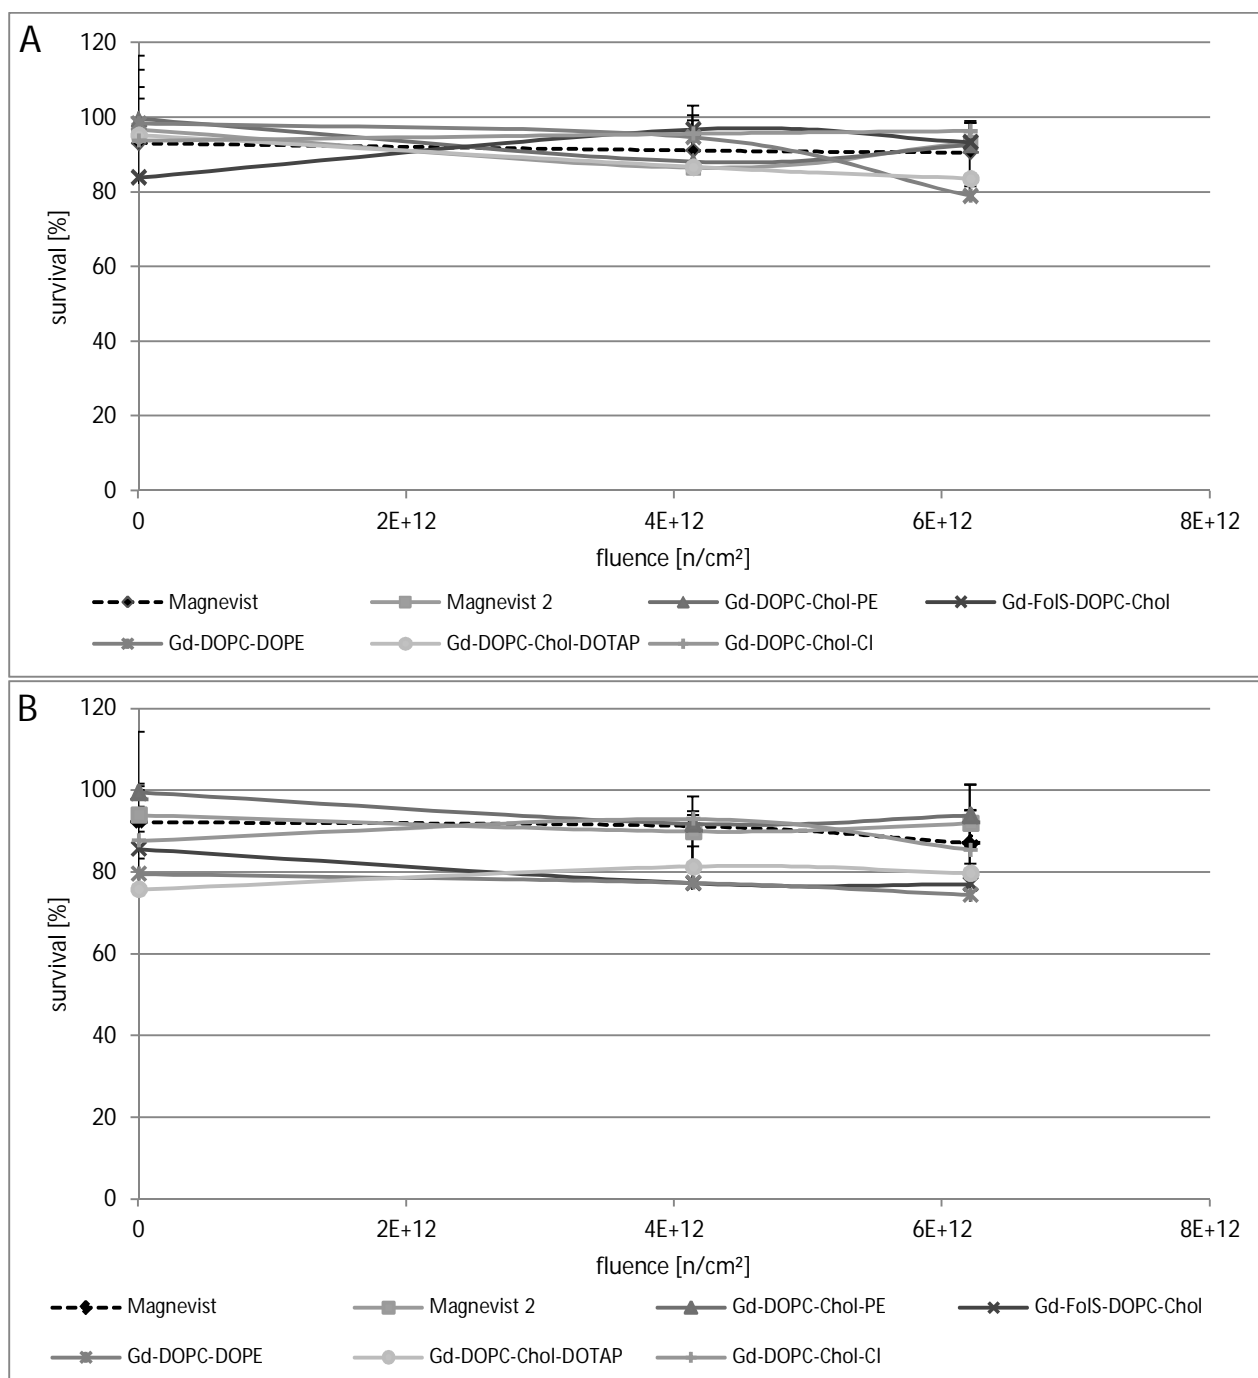 A
120
100
80
60
40
20
0
survival [%]
0 2E+12 4E+12 6E+12 8E+12
fluence [n/cm²]
Magnevist Magnevist 2 Gd-DOPC-Chol-PE Gd-FolS-DOPC-Chol
Gd-DOPC-DOPE Gd-DOPC-Chol-DOTAP Gd-DOPC-Chol-CI
B
120
100
80
60
40
20
0
survival [%]
0 2E+12 4E+12 6E+12 8E+12
fluence [n/cm²]
Magnevist Magnevist 2 Gd-DOPC-Chol-PE Gd-FolS-DOPC-Chol
Gd-DOPC-DOPE Gd-DOPC-Chol-DOTAP Gd-DOPC-Chol-CI